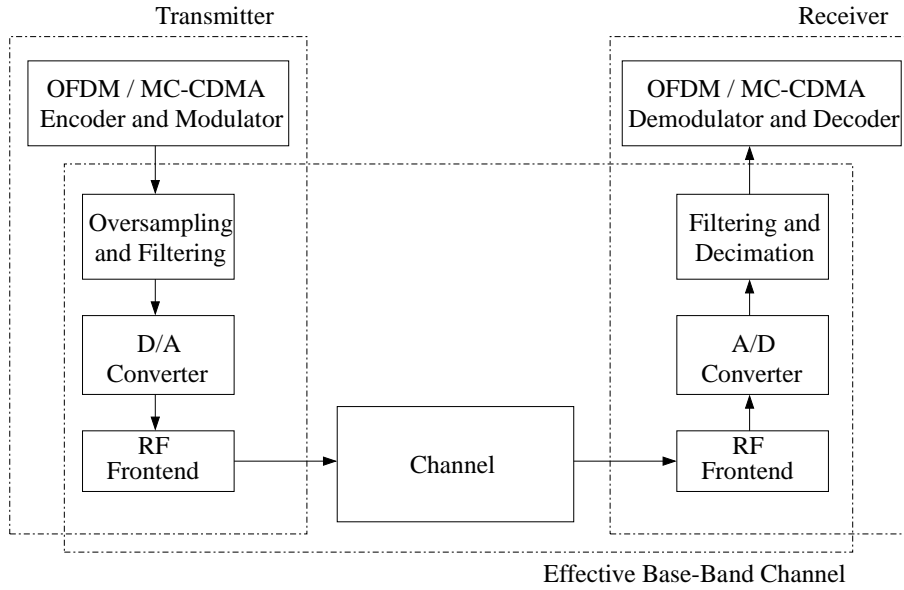 Transmitter
OFDM / MC-CDMA
Encoder and Modulator
Oversampling
and Filtering
D/A
Converter
RF
Frontend
Channel
Receiver
OFDM / MC-CDMA
Demodulator and Decoder
Filtering and
Decimation
A/D
Converter
RF
Frontend
Effective Base-Band Channel